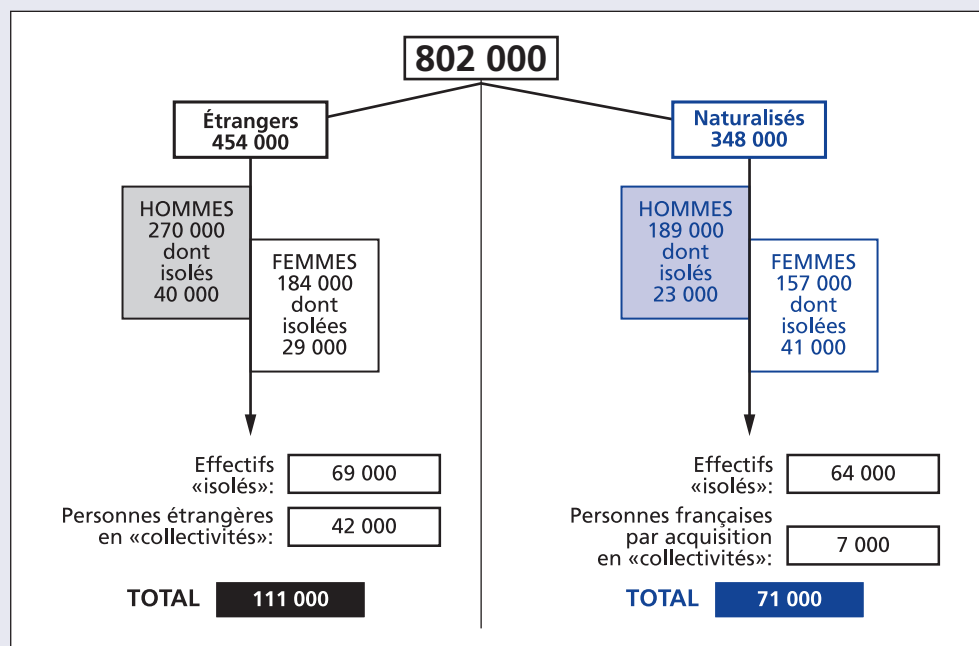 802 000
Étrangers
454 000
HOMMES
270 000
dont
isolés
40 000
FEMMES
184 000
dont
isolées
29 000
Effectifs
«isolés»:
69 000
Personnes étrangères
en «collectivités»:
42 000
TOTAL
111 000
Naturalisés
348 000
HOMMES
189 000
dont
isolés
23 000
FEMMES
157 000
dont
isolées
41 000
Effectifs
«isolés»:
64 000
Personnes françaises
par acquisition
en «collectivités»:
7 000
TOTAL
71 000